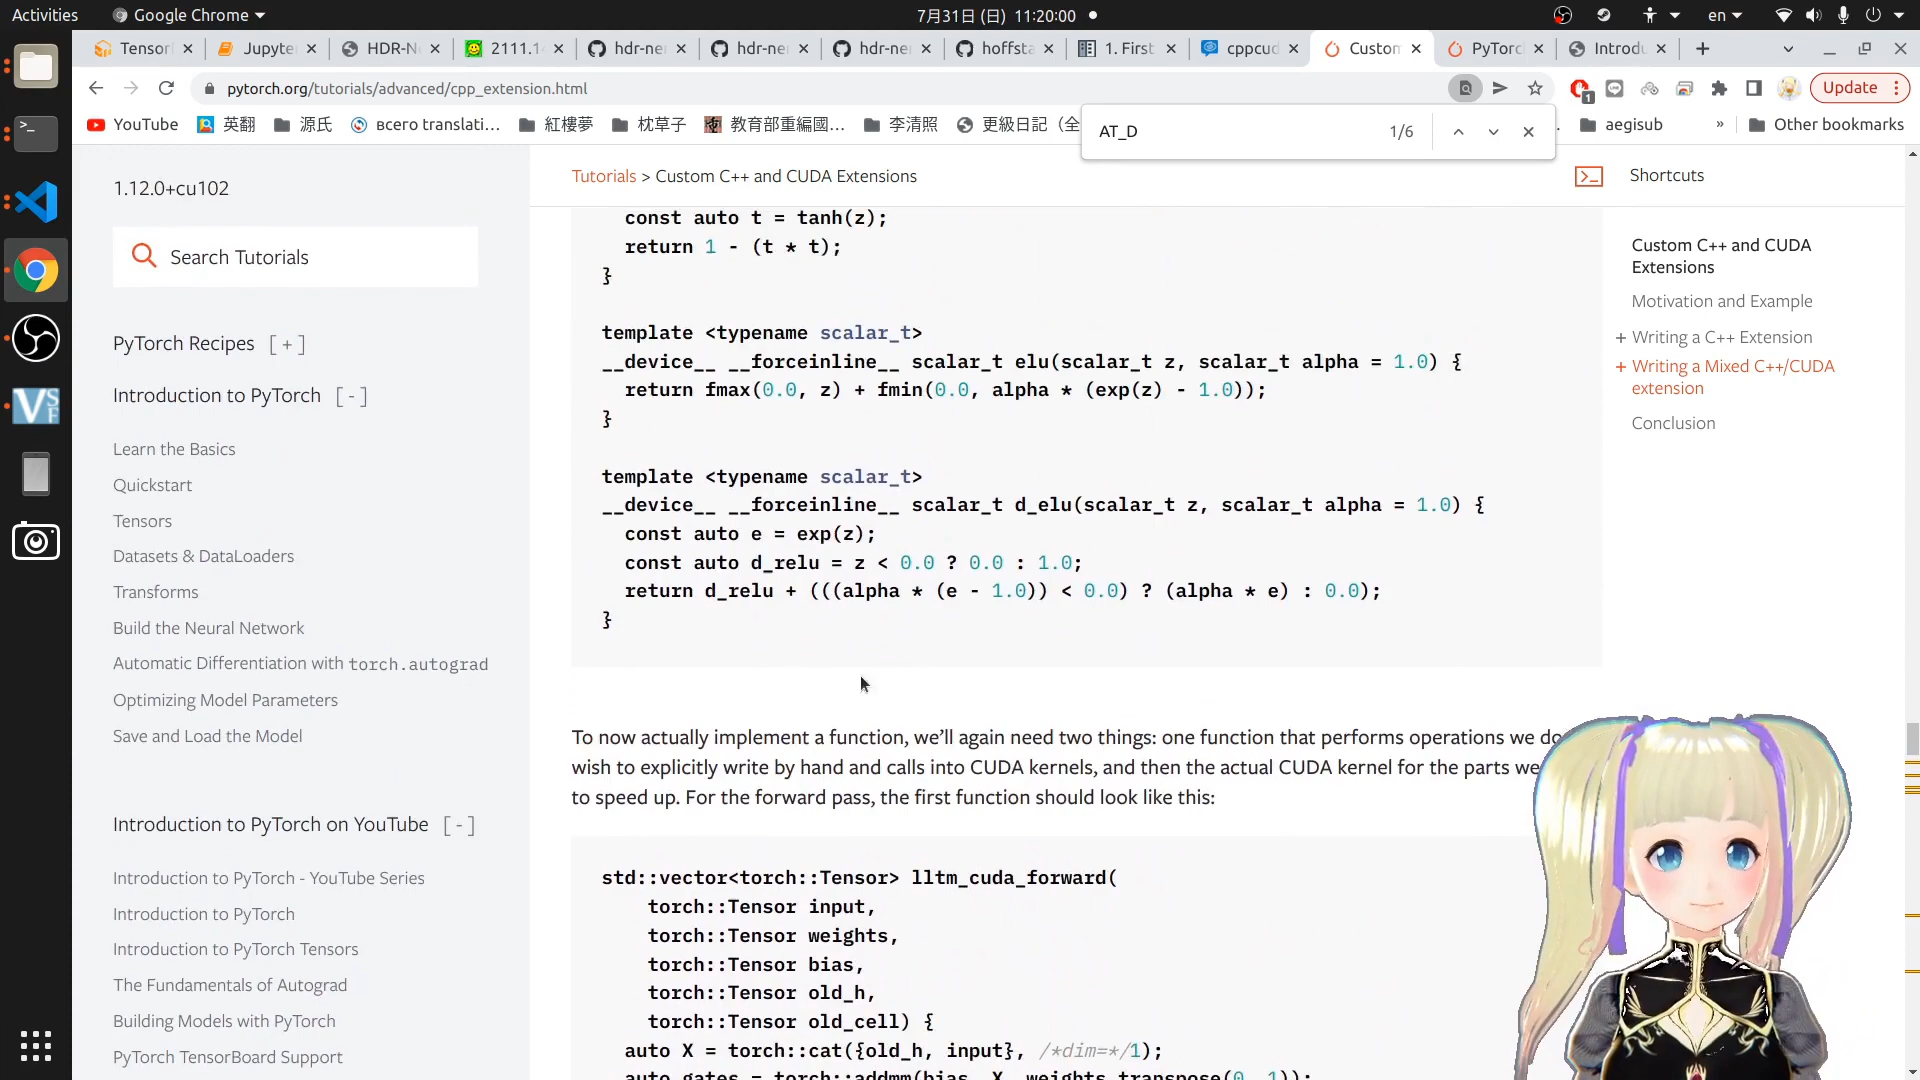 Activities
Google Chrome
7月31日 (日) 11:20:00
en
Tensor
Jupyte
HDR-N
2111.1
hdr-ner
hdr-ner
hdr-ner
hoffsta
1. First
cppcud
Custom
PyTorc
Introdu
pytorch.org/tutorials/advanced/cpp_extension.html
1
Update
YouTube
英翻
源氏
всего translati…
紅樓夢
枕草子
教育部重編國…
李清照
更級日記（全
aegisub
»
Other bookmarks
AT_D
1/6
1.12.0+cu102
Search Tutorials
PyTorch Recipes [ + ]
Introduction to PyTorch [ - ]
Learn the Basics
Quickstart
Tensors
Datasets & DataLoaders
Transforms
Build the Neural Network
Automatic Differentiation with torch.autograd
Optimizing Model Parameters
Save and Load the Model
Introduction to PyTorch on YouTube [ - ]
Introduction to PyTorch - YouTube Series
Introduction to PyTorch
Introduction to PyTorch Tensors
The Fundamentals of Autograd
Building Models with PyTorch
PyTorch TensorBoard Support
Tutorials > Custom C++ and CUDA Extensions
const auto t = tanh(z);
return 1 - (t * t);
}
template <typename scalar_t>
__device__ __forceinline__ scalar_t elu(scalar_t z, scalar_t alpha = 1.0) {
return fmax(0.0, z) + fmin(0.0, alpha * (exp(z) - 1.0));
}
template <typename scalar_t>
__device__ __forceinline__ scalar_t d_elu(scalar_t z, scalar_t alpha = 1.0) {
const auto e = exp(z);
const auto d_relu = z < 0.0 ? 0.0 : 1.0;
return d_relu + (((alpha * (e - 1.0)) < 0.0) ? (alpha * e) : 0.0);
}
To now actually implement a function, we’ll again need two things: one function that performs operations we do
wish to explicitly write by hand and calls into CUDA kernels, and then the actual CUDA kernel for the parts we
to speed up. For the forward pass, the first function should look like this:
std::vector<torch::Tensor> lltm_cuda_forward(
torch::Tensor input,
torch::Tensor weights,
torch::Tensor bias,
torch::Tensor old_h,
torch::Tensor old_cell) {
auto X = torch::cat({old_h, input}, /*dim=*/1);
auto gates = torch::addmm(bias, X, weights.transpose(0, 1));
>_ Shortcuts
Custom C++ and CUDA
Extensions
Motivation and Example
+ Writing a C++ Extension
+ Writing a Mixed C++/CUDA
extension
Conclusion